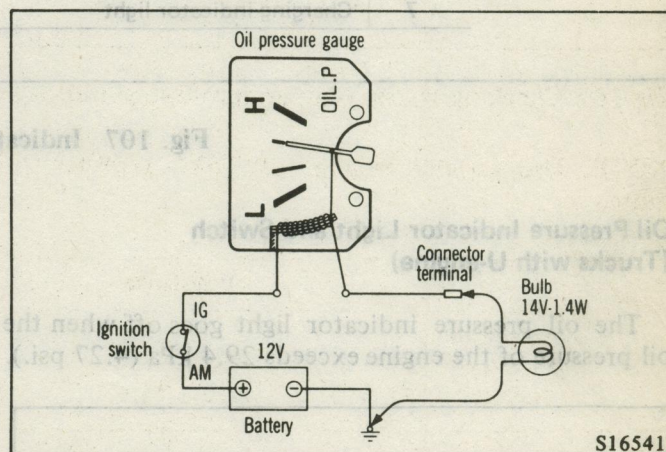 7 Charging indicator light
Oil pressure gauge
OIL.P
H
L
Fig. 107 Indicat
Oil Pressure Indicator Light and Switch
(Trucks with U-engine)
Connector
terminal
Bulb
14V-1.4W
The oil pressure indicator light goes off when the
oil pressure of the engine exceeds 29.4 kPa (4.27 psi.)
IG
Ignition
switch
AM
12V
Battery
S16541